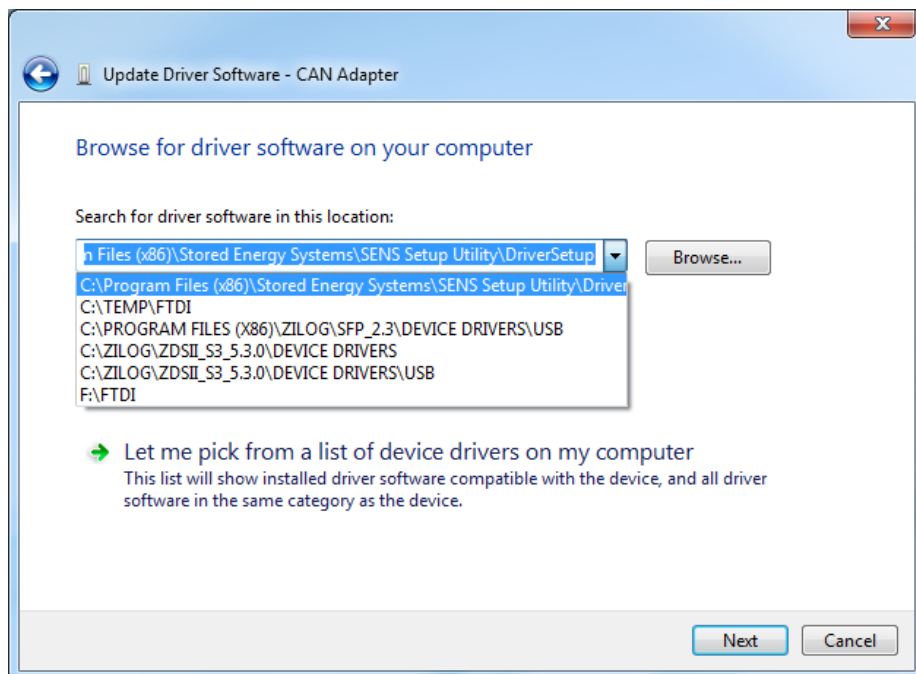 Update Driver Software - CAN Adapter
Browse for driver software on your computer
Search for driver software in this location:
n Files (x86)\Stored Energy Systems\SENS Setup Utility\DriverSetup
Browse...
C:\Program Files (x86)\Stored Energy Systems\SENS Setup Utility\Driver
C:\TEMP\FTDI
C:\PROGRAM FILES (X86)\ZILOG\SFP_2.3\DEVICE DRIVERS\USB
C:\ZILOG\ZDSII_S3_5.3.0\DEVICE DRIVERS
C:\ZILOG\ZDSII_S3_5.3.0\DEVICE DRIVERS\USB
F:\FTDI
Let me pick from a list of device drivers on my computer
This list will show installed driver software compatible with the device, and all driver
software in the same category as the device.
Next
Cancel